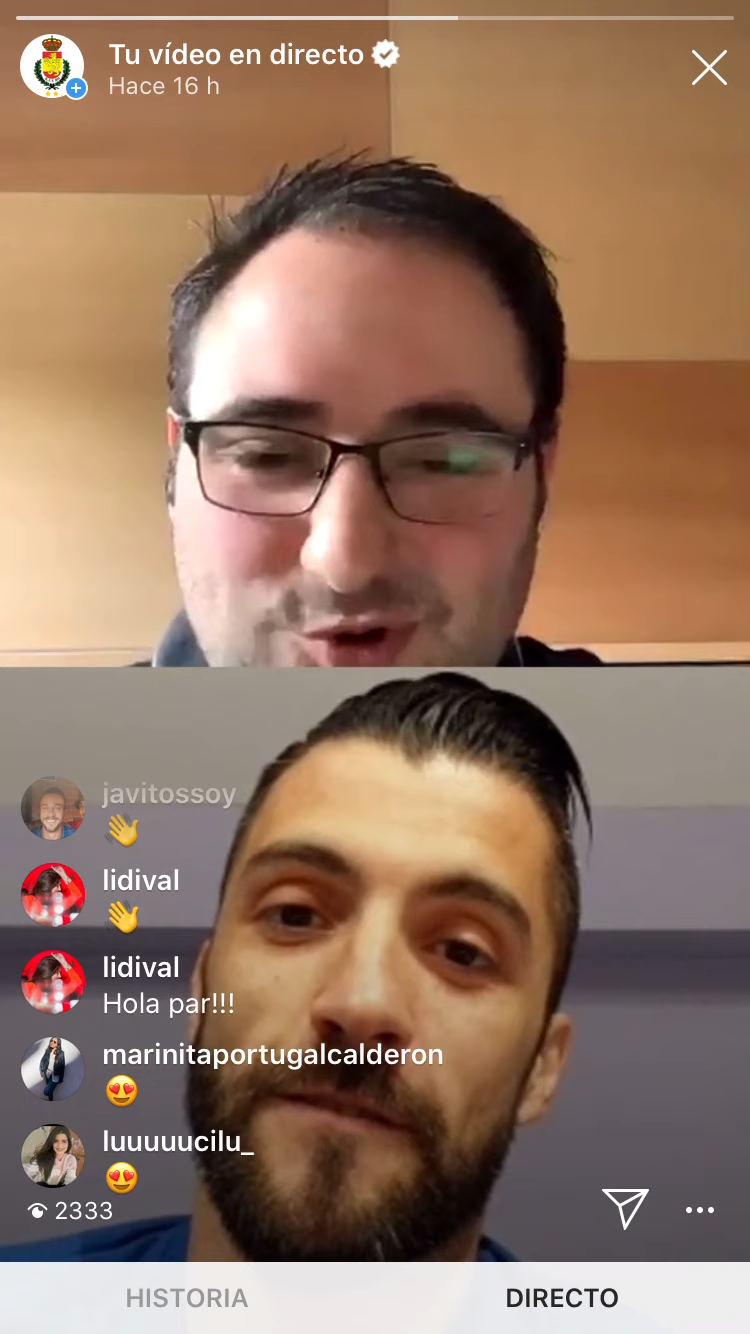 Tu vídeo en directo
Hace 16 h
javitossoy
👋
lidival
👋
lidival
Hola par!!!
marinitaportugalcalderon
😍
luuuuucilu_
😍
2333
HISTORIA
DIRECTO